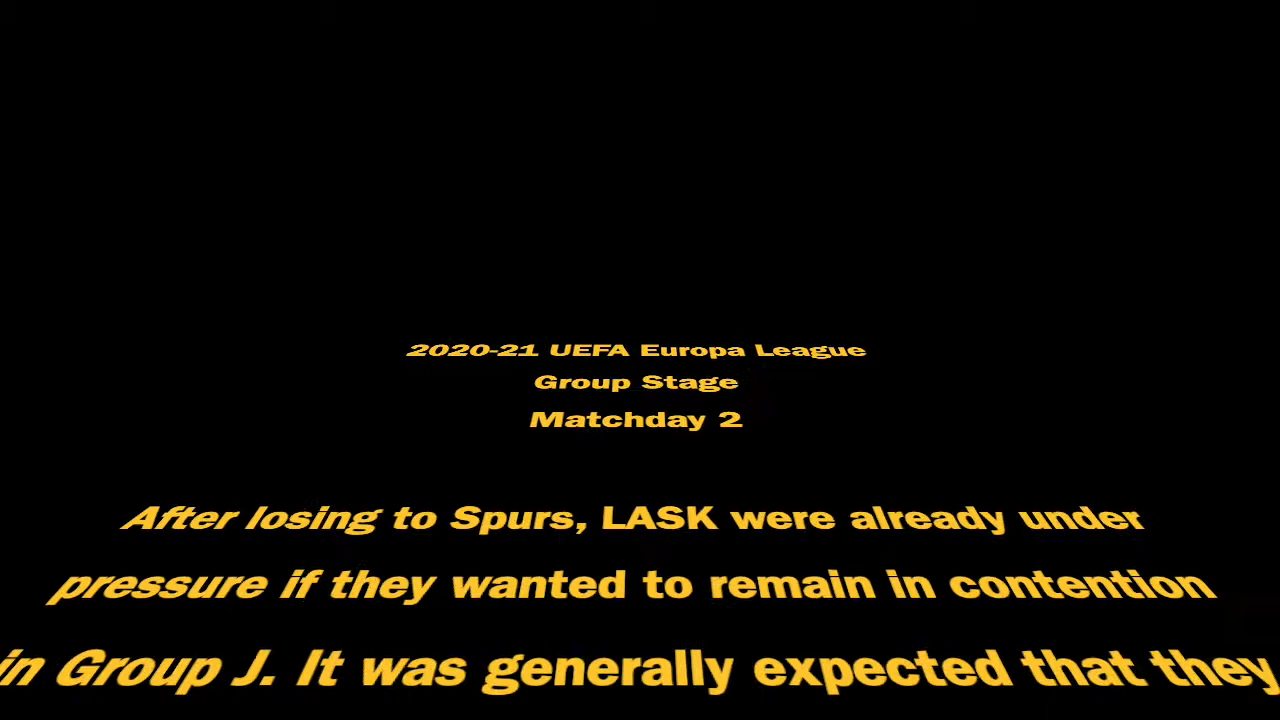 2020-21 UEFA Europa League
Group Stage
Matchday 2
After losing to Spurs, LASK were already under
pressure if they wanted to remain in contention
in Group J. It was generally expected that they